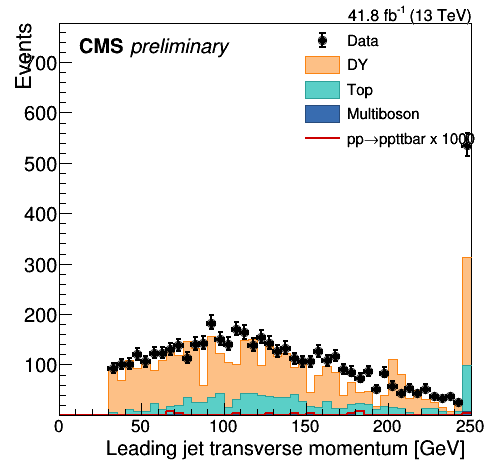 41.8 fb⁻¹ (13 TeV)
CMS preliminary
Data
DY
Top
Multiboson
pp→ppttbar x 1000
Events
700
600
500
400
300
200
100
0 50 100 150 200 250
Leading jet transverse momentum [GeV]